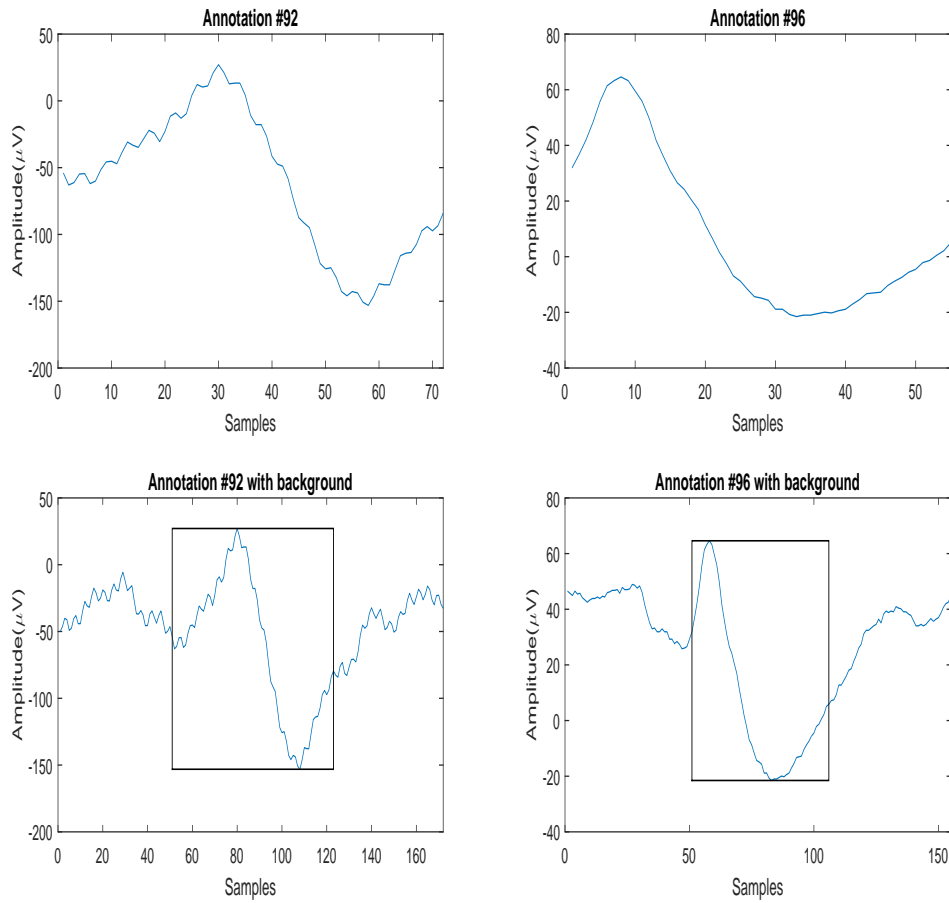 Annotation #92
50
0
-50
-100
-150
-200
Amplitude(μV)
0 10 20 30 40 50 60 70
Samples
Annotation #96
80
60
40
20
0
-20
-40
Amplitude(μV)
0 10 20 30 40 50
Samples
Annotation #92 with background
50
0
-50
-100
-150
-200
Amplitude(μV)
0 20 40 60 80 100 120 140 160
Samples
Annotation #96 with background
80
60
40
20
0
-20
-40
Amplitude(μV)
0 50 100 150
Samples